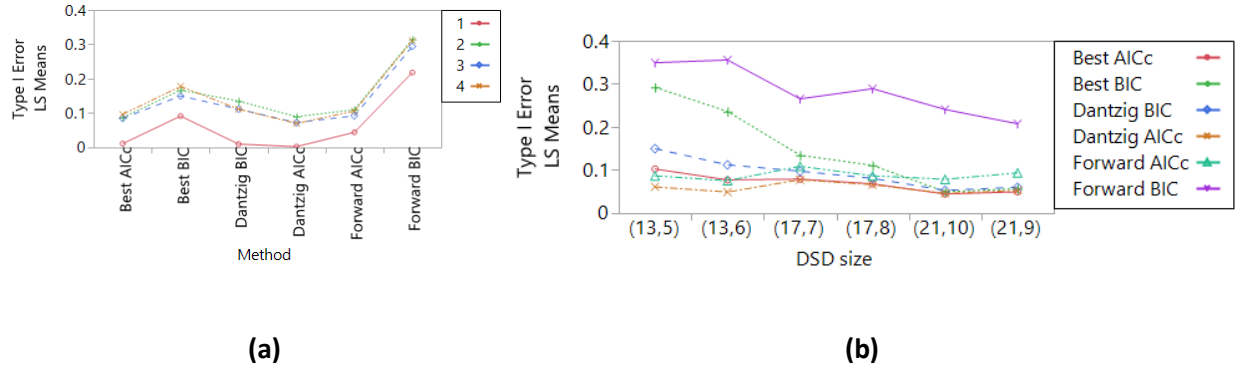 Type I Error
LS Means
0.4
0.3
0.2
0.1
0
Best AICc
Best BIC
Dantzig BIC
Dantzig AICc
Forward AICc
Forward BIC
Method
1
2
3
4
(a)
Type I Error
LS Means
0.4
0.3
0.2
0.1
0
(13,5) (13,6) (17,7) (17,8) (21,10) (21,9)
DSD size
Best AICc
Best BIC
Dantzig BIC
Dantzig AICc
Forward AICc
Forward BIC
(b)